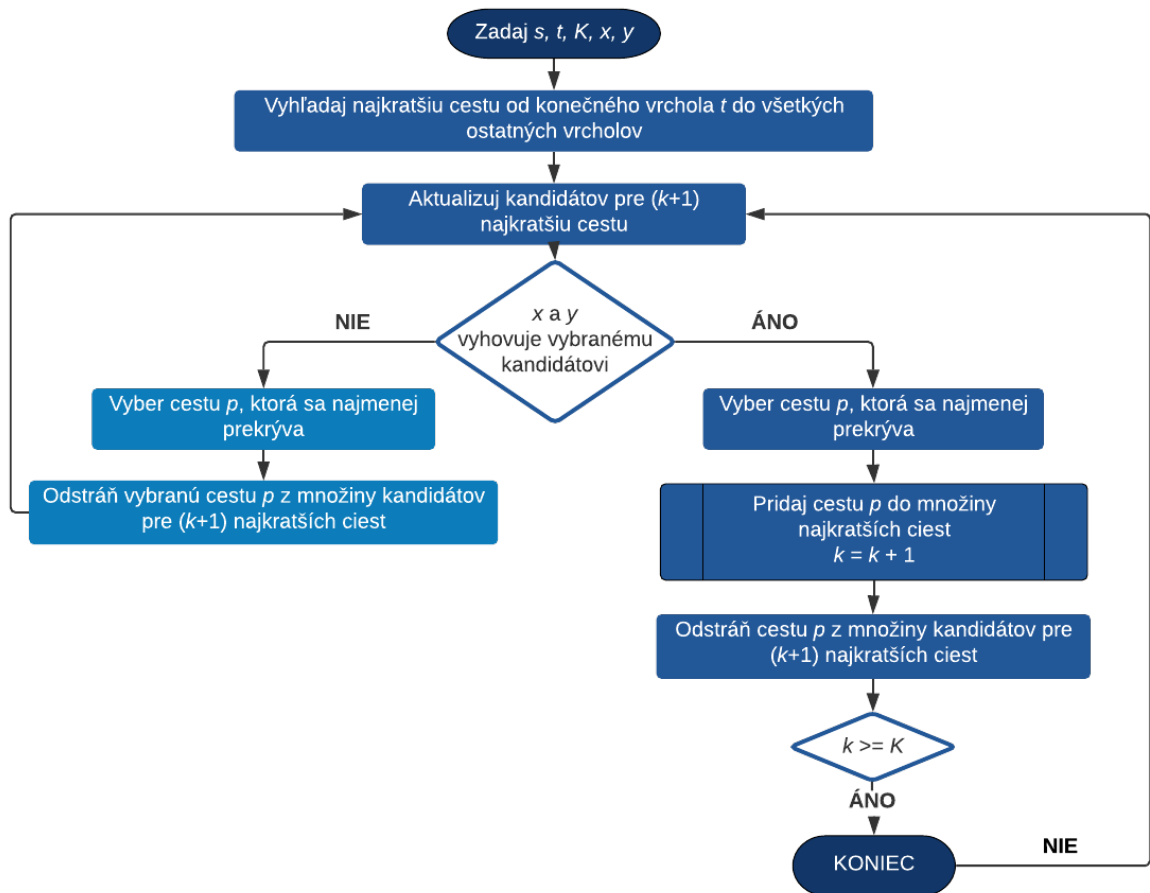 Zadaj s, t, K, x, y
Vyhľadaj najkratšiu cestu od konečného vrchola t do všetkých
ostatných vrcholov
Aktualizuj kandidátov pre (k+1)
najkratšiu cestu
x a y
vyhovuje vybranému
kandidátovi
NIE
ÁNO
Vyber cestu p, ktorá sa najmenej
prekrýva
Odstráň vybranú cestu p z množiny kandidátov
pre (k+1) najkratších ciest
Vyber cestu p, ktorá sa najmenej
prekrýva
Pridaj cestu p do množiny
najkratších ciest
k = k + 1
Odstráň cestu p z množiny kandidátov pre
(k+1) najkratších ciest
k >= K
ÁNO
KONIEC
NIE